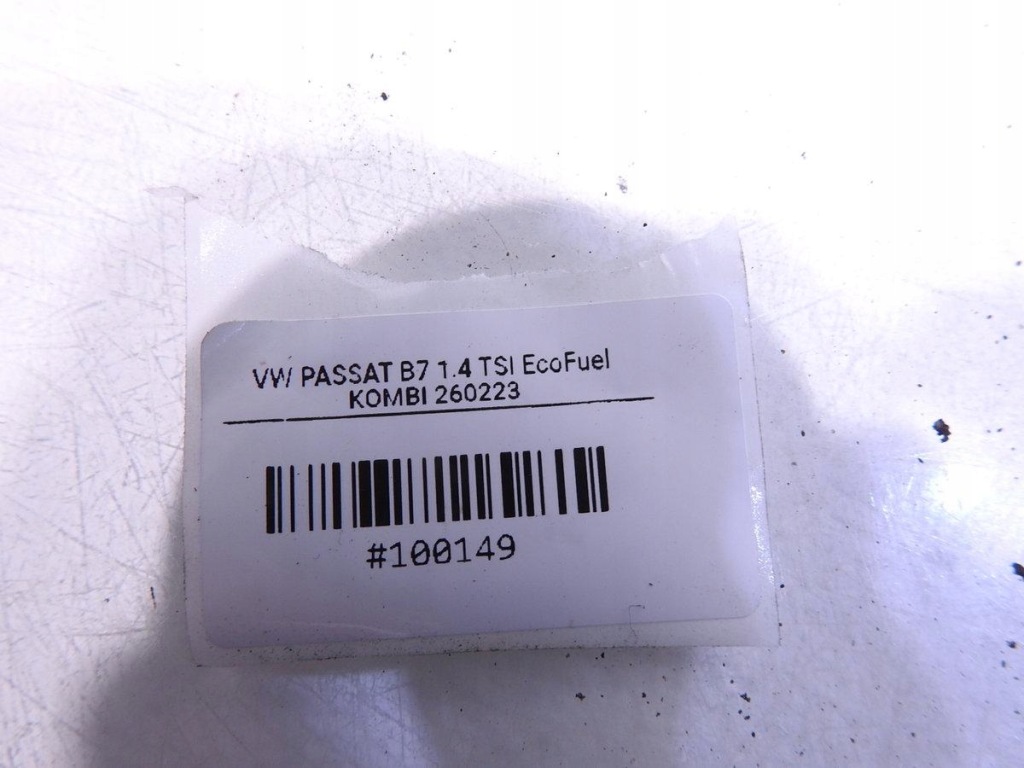 VW PASSAT B7 1.4 TSI EcoFuel
KOMBI 260223
#100149